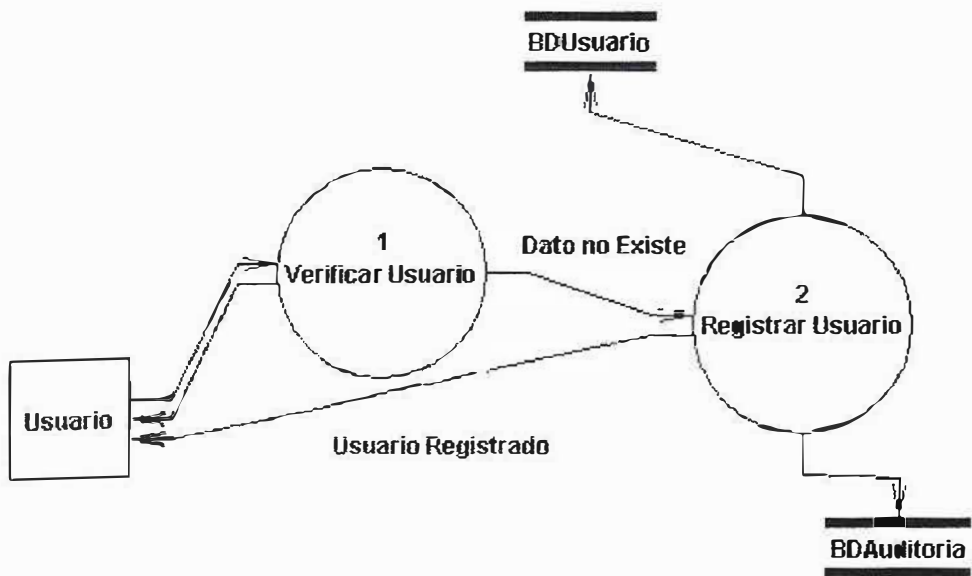 BDUsuario
1
Verificar Usuario
Dato no Existe
2
Registrar Usuario
Usuario
Usuario Registrado
BDAuditoria